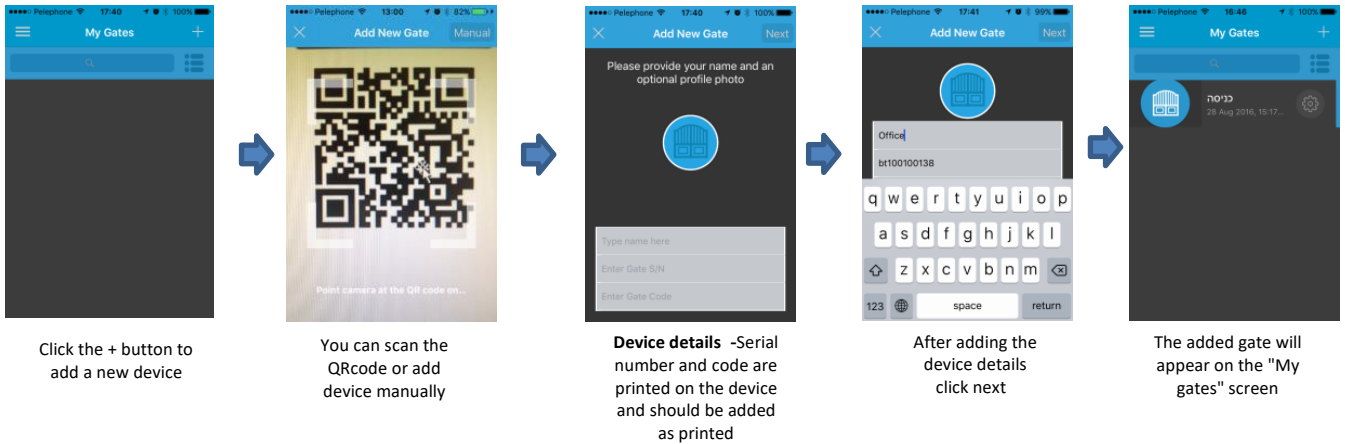 Pelephone 17:40 100%
My Gates +
Click the + button to
add a new device
Pelephone 13:00 82%
Add New Gate Manual
Point camera at the QR code on...
You can scan the
QRcode or add
device manually
Pelephone 17:40 100%
Add New Gate Next
Please provide your name and an
optional profile photo
Type name here
Enter Gate S/N
Enter Gate Code
Device details -Serial
number and code are
printed on the device
and should be added
as printed
Pelephone 17:41 99%
Add New Gate Next
Office
bt100100138
q w e r t y u i o p
a s d f g h j k l
z x c v b n m
123 space return
After adding the
device details
click next
Pelephone 16:46 100%
My Gates +
כניסה
28 Aug 2016, 15:17...
The added gate will
appear on the "My
gates" screen